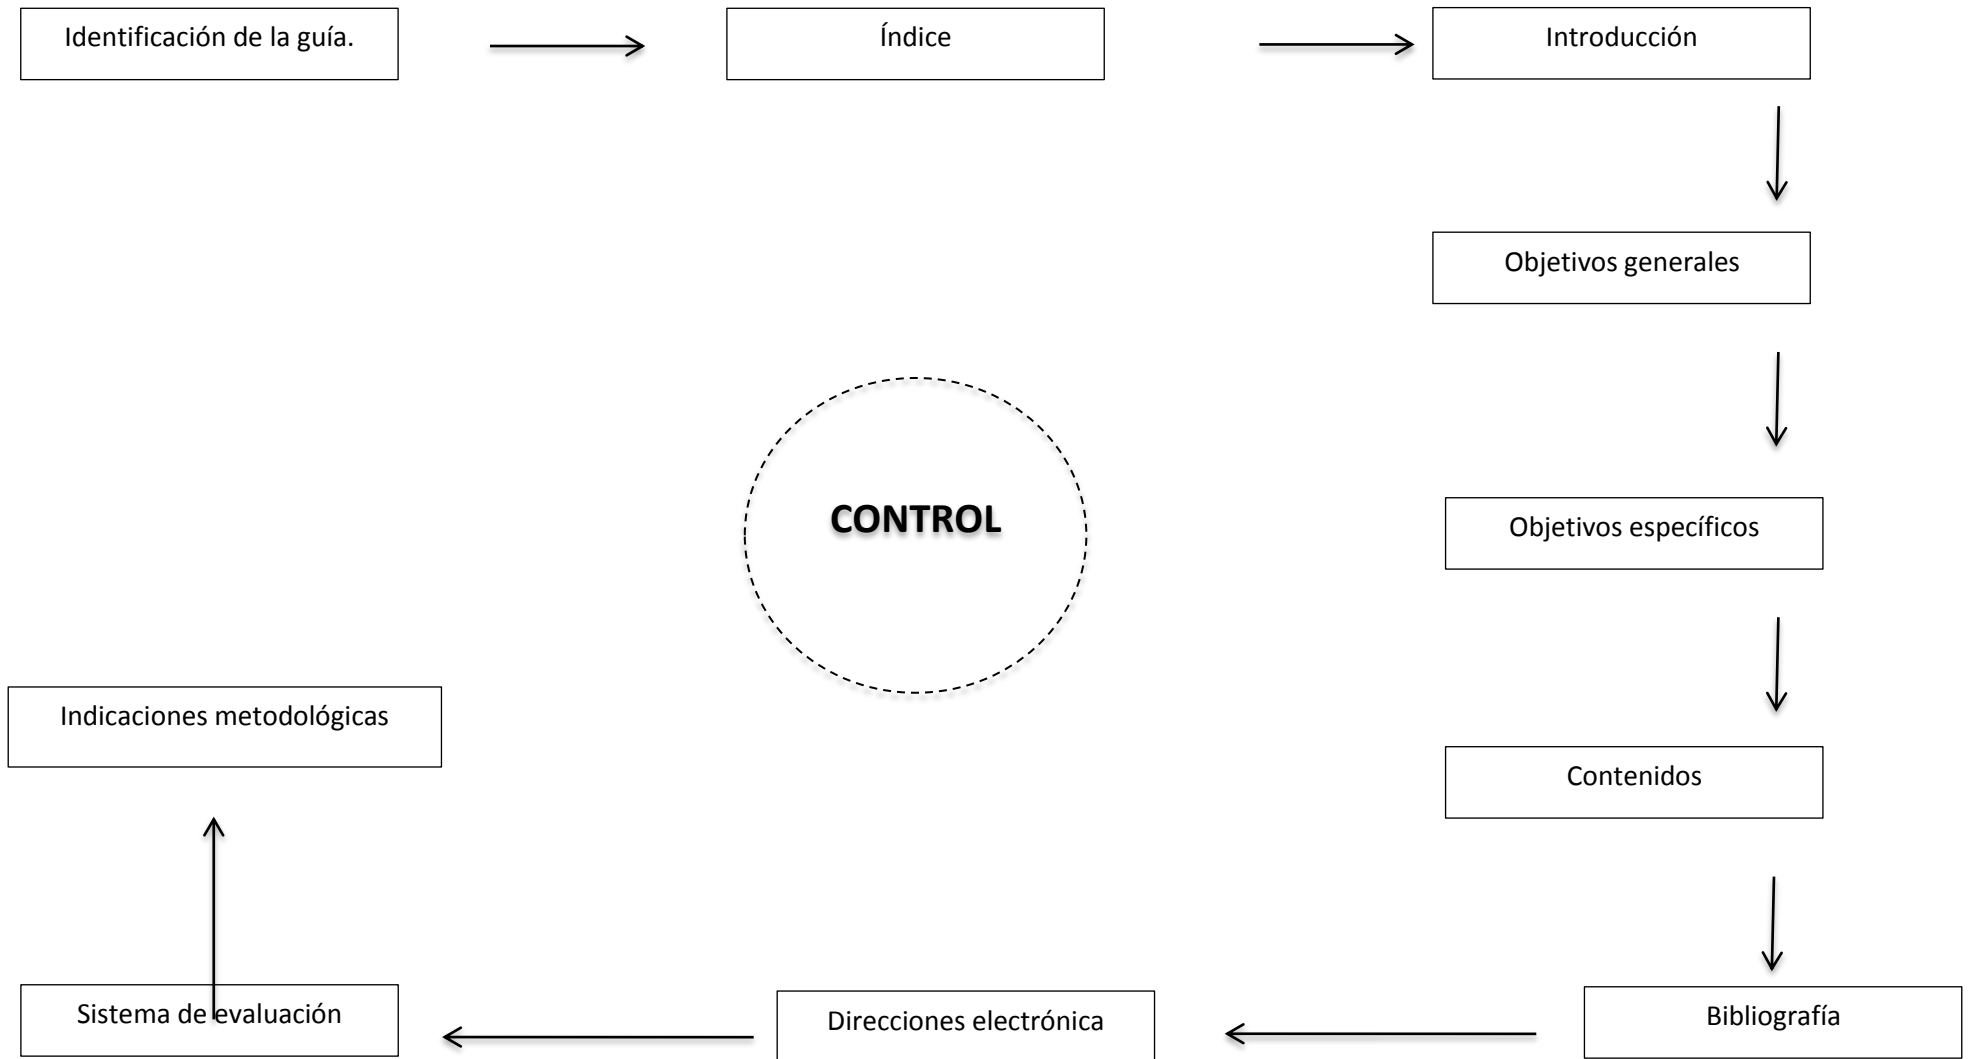 Identificación de la guía.
Índice
Introducción
Objetivos generales
CONTROL
Objetivos específicos
Indicaciones metodológicas
Contenidos
Sistema de evaluación
Direcciones electrónica
Bibliografía